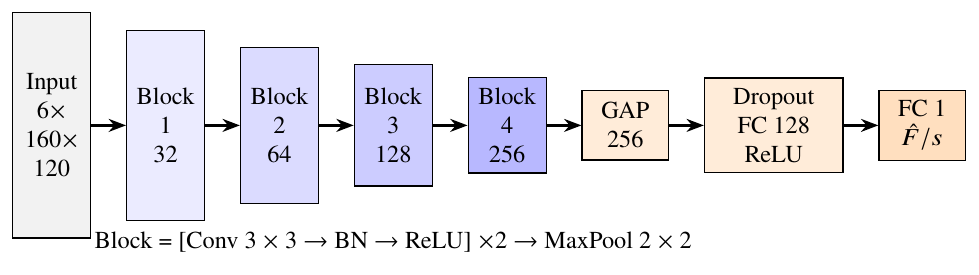 Input
6×
160×
120
Block
1
32
Block
2
64
Block
3
128
Block
4
256
GAP
256
Dropout
FC 128
ReLU
FC 1
F̂/s
Block = [Conv 3 × 3 → BN → ReLU] ×2 → MaxPool 2 × 2